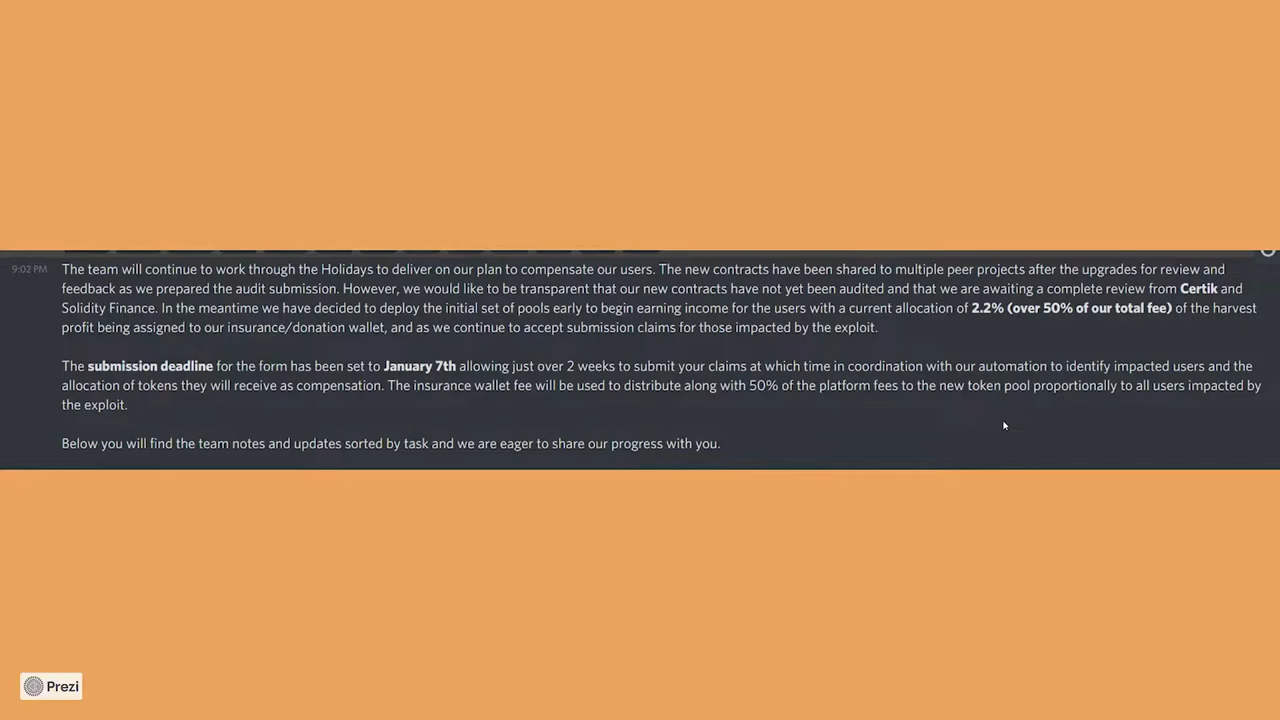 9:02 PM
The team will continue to work through the Holidays to deliver on our plan to compensate our users. The new contracts have been shared to multiple peer projects after the upgrades for review and
feedback as we prepared the audit submission. However, we would like to be transparent that our new contracts have not yet been audited and that we are awaiting a complete review from Certik and
Solidity Finance. In the meantime we have decided to deploy the initial set of pools early to begin earning income for the users with a current allocation of 2.2% (over 50% of our total fee) of the harvest
profit being assigned to our insurance/donation wallet, and as we continue to accept submission claims for those impacted by the exploit.
The submission deadline for the form has been set to January 7th allowing just over 2 weeks to submit your claims at which time in coordination with our automation to identify impacted users and the
allocation of tokens they will receive as compensation. The insurance wallet fee will be used to distribute along with 50% of the platform fees to the new token pool proportionally to all users impacted by
the exploit.
Below you will find the team notes and updates sorted by task and we are eager to share our progress with you.
Prezi